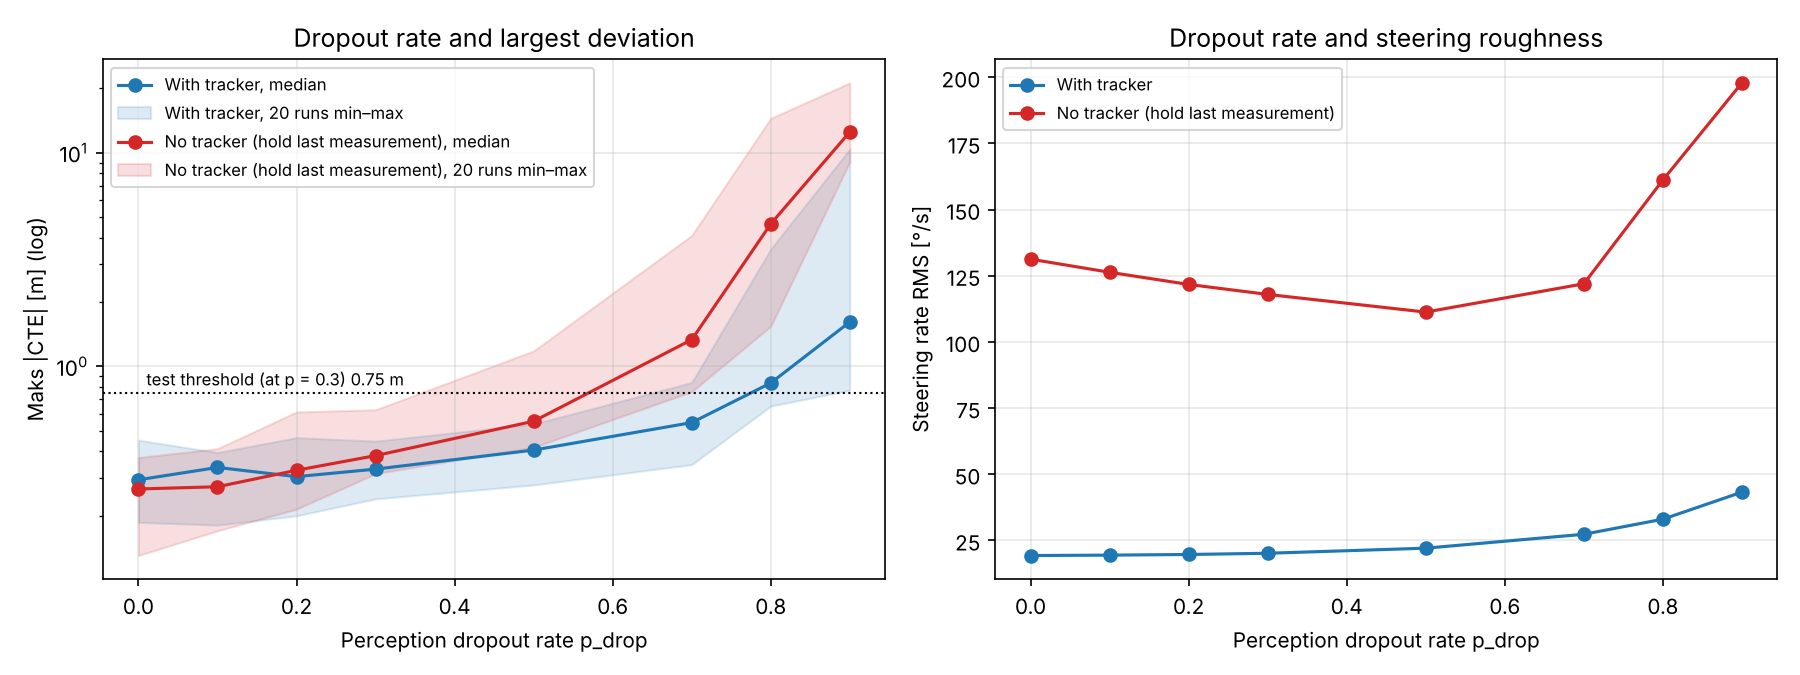 Dropout rate and largest deviation
With tracker, median
With tracker, 20 runs min–max
No tracker (hold last measurement), median
No tracker (hold last measurement), 20 runs min–max
Maks |CTE| [m] (log)
10¹
10⁰
test threshold (at p = 0.3) 0.75 m
0.0 0.2 0.4 0.6 0.8
Perception dropout rate p_drop
Dropout rate and steering roughness
With tracker
No tracker (hold last measurement)
Steering rate RMS [°/s]
200
175
150
125
100
75
50
25
0.0 0.2 0.4 0.6 0.8
Perception dropout rate p_drop